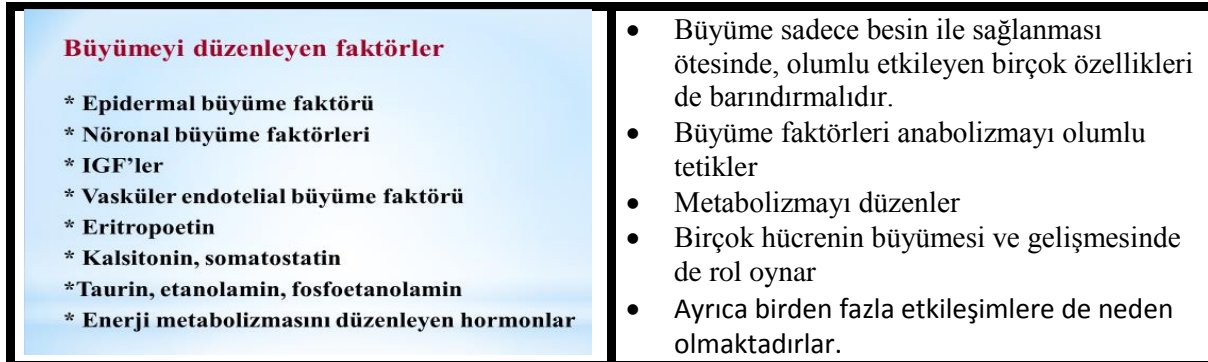 Büyümeyi düzenleyen faktörler
* Epidermal büyüme faktörü
* Nöronal büyüme faktörleri
* IGF’ler
* Vasküler endotelial büyüme faktörü
* Eritropoetin
* Kalsitonin, somatostatin
*Taurin, etanolamin, fosfoetanolamin
* Enerji metabolizmasını düzenleyen hormonlar
• Büyüme sadece besin ile sağlanması
ötesinde, olumlu etkileyen birçok özellikleri
de barındırmalıdır.
• Büyüme faktörleri anabolizmayı olumlu
tetikler
• Metabolizmayı düzenler
• Birçok hücrenin büyümesi ve gelişmesinde
de rol oynar
• Ayrıca birden fazla etkileşimlere de neden
olmaktadırlar.